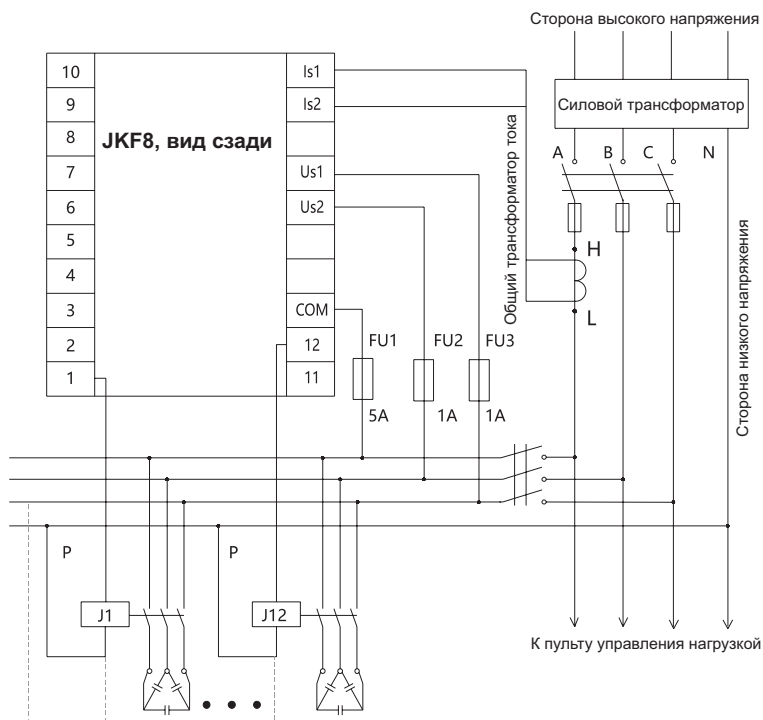 Сторона высокого напряжения
Силовой трансформатор
A
B
C
N
JKF8, вид сзади
10
9
8
7
6
5
4
3
2
1
Is1
Is2
Us1
Us2
COM
12
11
Общий трансформатор тока
H
L
Сторона низкого напряжения
FU1
FU2
FU3
5A
1A
1A
P
P
J1
J12
К пульту управления нагрузкой